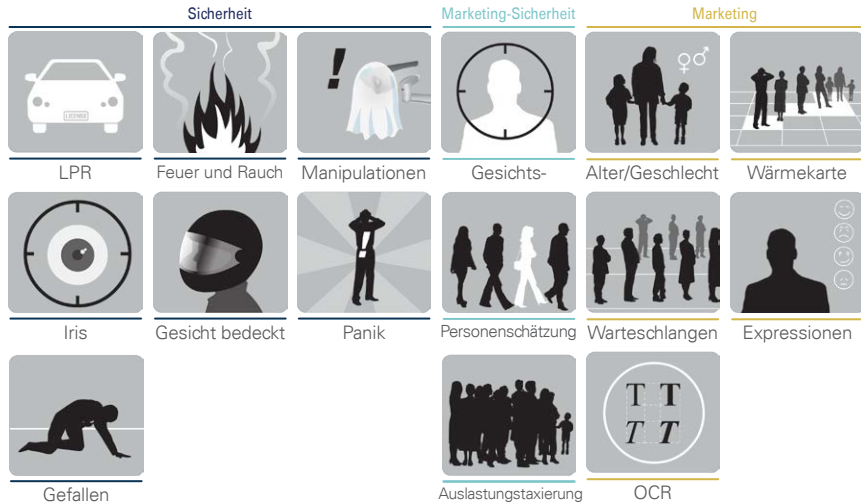 Sicherheit Marketing-Sicherheit Marketing
LICENSE
!
LPR Feuer und Rauch Manipulationen Gesichts- Alter/Geschlecht Wärmekarte
Iris Gesicht bedeckt Panik Personenschätzung Warteschlangen Expressionen
T T
T T
Gefallen Auslastungstaxierung OCR